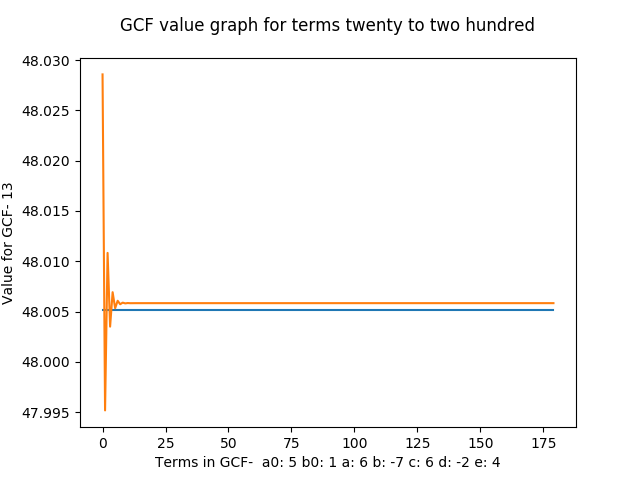 GCF value graph for terms twenty to two hundred
48.030
48.025
48.020
48.015
48.010
48.005
48.000
47.995
Value for GCF- 13
0 25 50 75 100 125 150 175
Terms in GCF-  a0: 5 b0: 1 a: 6 b: -7 c: 6 d: -2 e: 4